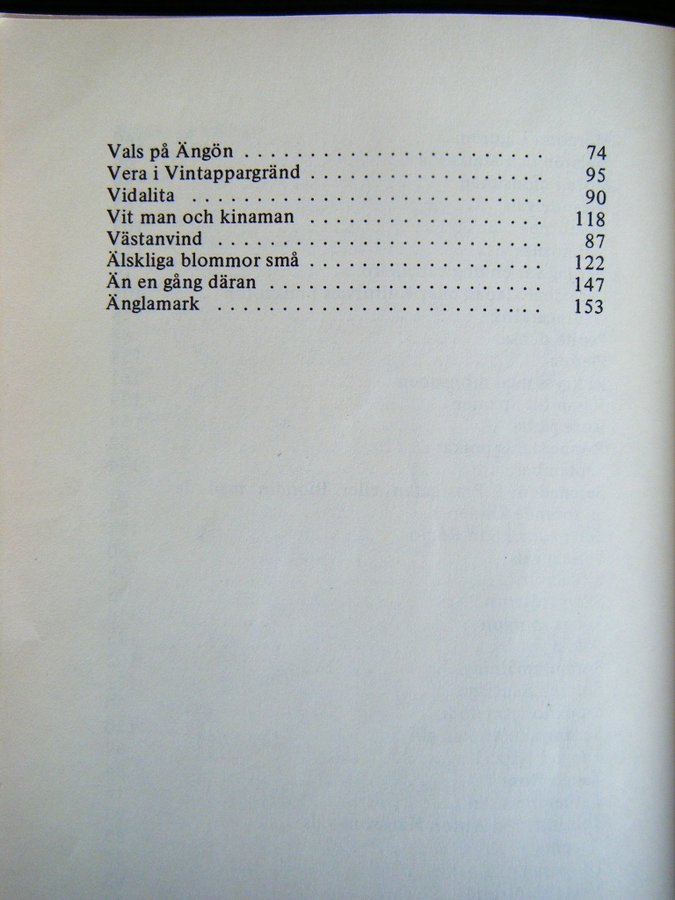 Vals på Ängön . . . . . . . . . . . . . . . . . . . . . . . 74
Vera i Vintappargränd . . . . . . . . . . . . . . . . . . 95
Vidalita . . . . . . . . . . . . . . . . . . . . . . . . . . . 90
Vit man och kinaman . . . . . . . . . . . . . . . . . . 118
Västanvind . . . . . . . . . . . . . . . . . . . . . . . . . 87
Älskliga blommor små . . . . . . . . . . . . . . . . . . 122
Än en gång däran . . . . . . . . . . . . . . . . . . . . . 147
Änglamark . . . . . . . . . . . . . . . . . . . . . . . . . 153